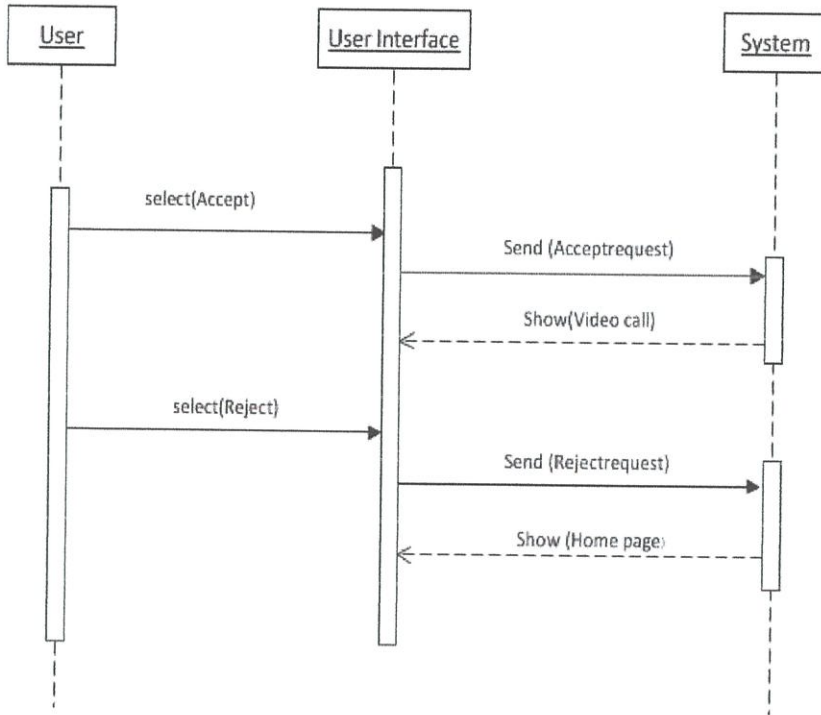 User
User Interface
System
select(Accept)
Send (Acceptrequest)
Show(Video call)
select(Reject)
Send (Rejectrequest)
Show (Home page)